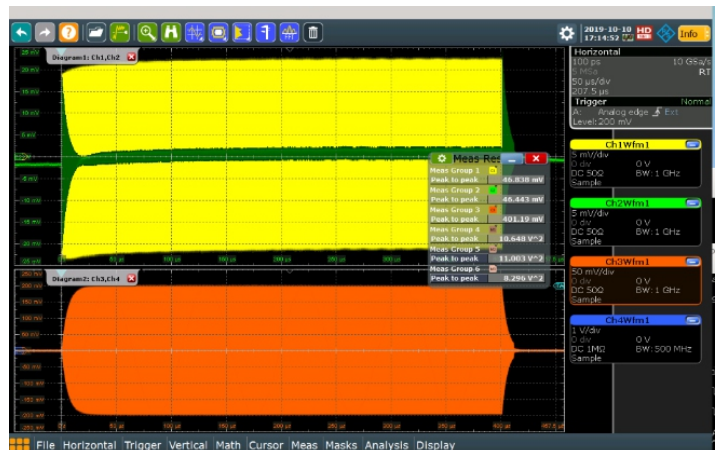 2019-10-10
17:14:52
HD
Info
Diagram1: Ch1,Ch2
Horizontal
100 ps 10 GSa/s
5 MSa RT
50 µs/div
207.5 µs
Trigger Normal
A: Analog edge Ext
Level: 200 mV
Ch1Wfm1
5 mV/div
0 div 0 V
DC 50Ω BW: 1 GHz
Sample
Ch2Wfm1
5 mV/div
0 div 0 V
DC 50Ω BW: 1 GHz
Sample
Ch3Wfm1
50 mV/div
0 div 0 V
DC 50Ω BW: 1 GHz
Sample
Ch4Wfm1
1 V/div
0 div 0 V
DC 1MΩ BW: 500 MHz
Sample
Meas Res
Meas Group 1
Peak to peak 46.838 mV
Meas Group 2
Peak to peak 46.443 mV
Meas Group 3
Peak to peak 401.19 mV
Meas Group 4
Peak to peak 10.648 V^2
Meas Group 5
Peak to peak 11.003 V^2
Meas Group 6
Peak to peak 8.296 V^2
Diagram2: Ch3,Ch4
File Horizontal Trigger Vertical Math Cursor Meas Masks Analysis Display